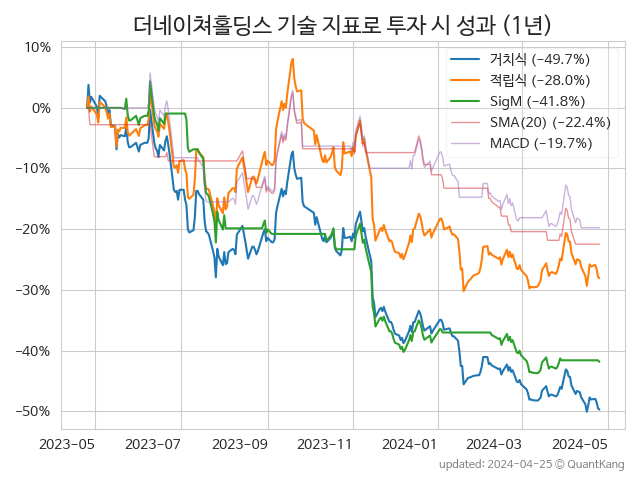 더네이쳐홀딩스 기술 지표로 투자 시 성과 (1년)
10%
0%
−10%
−20%
−30%
−40%
−50%
거치식 (−49.7%)
적립식 (−28.0%)
SigM (−41.8%)
SMA(20) (−22.4%)
MACD (−19.7%)
2023-05
2023-07
2023-09
2023-11
2024-01
2024-03
2024-05
updated: 2024-04-25 © QuantKang